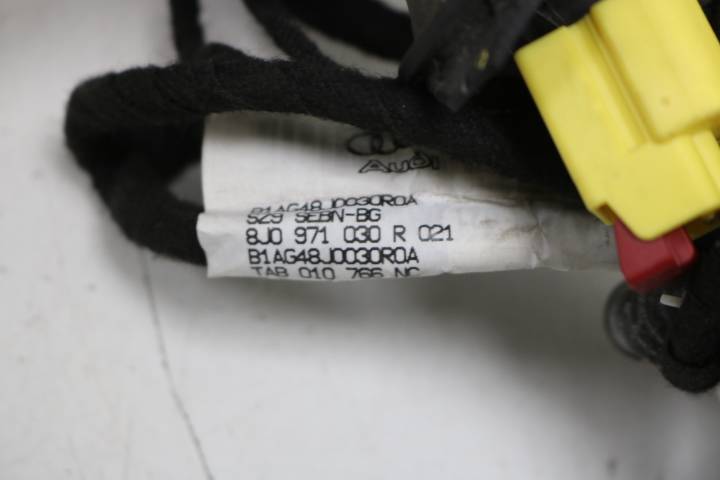 AUDI
B1AG48J0030R0A
S29 SEBN-BG
8J0 971 030 R 021
B1AG48J0030R0A
TAB 010 766 NC